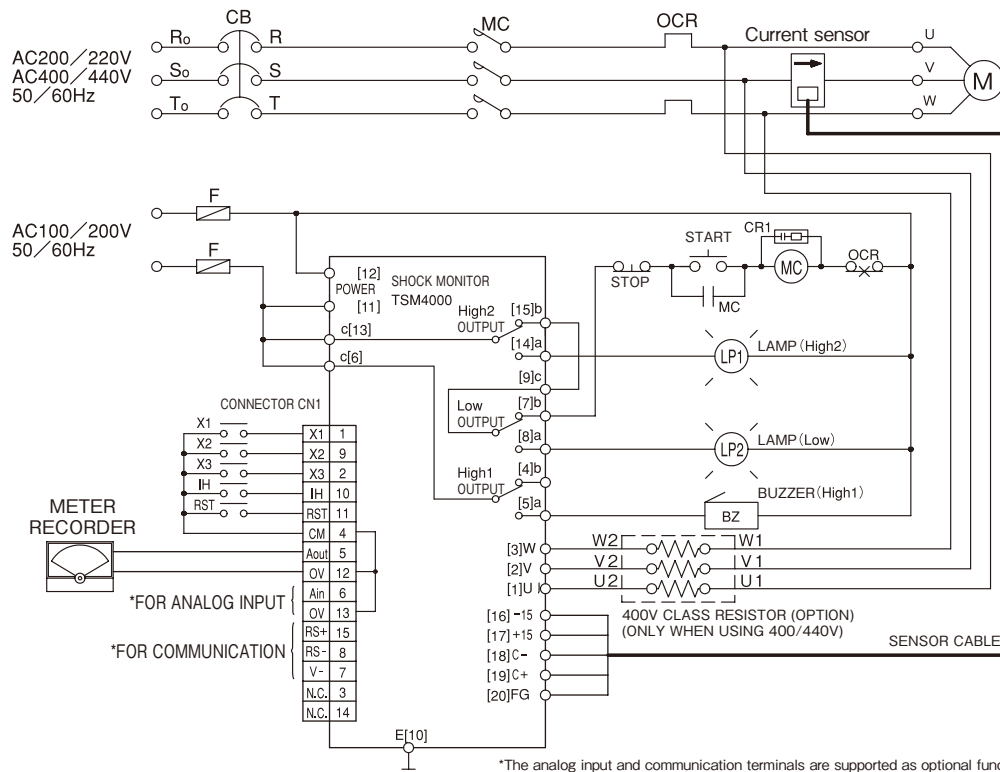 CB
MC
OCR
Current sensor
AC200／220V
AC400／440V
50／60Hz
Ro
R
So
S
To
T
U
V
W
M
AC100／200V
50／60Hz
F
F
[12]
POWER
[11]
SHOCK MONITOR
TSM4000
c[13]
c[6]
High2
OUTPUT
[15]b
[14]a
[9]c
Low
OUTPUT
[7]b
[8]a
High1
OUTPUT
[4]b
[5]a
[3]W
[2]V
[1]U
[16]-15
[17]+15
[18]C-
[19]C+
[20]FG
E[10]
STOP
START
MC
CR1
MC
OCR
LP1
LAMP(High2)
LP2
LAMP(Low)
BZ
BUZZER(High1)
W2
W1
V2
V1
U2
U1
400V CLASS RESISTOR (OPTION)
(ONLY WHEN USING 400/440V)
SENSOR CABLE
CONNECTOR CN1
X1
X2
X3
IH
RST
X1 1
X2 9
X3 2
IH 10
RST 11
CM 4
Aout 5
OV 12
Ain 6
OV 13
RS+ 15
RS- 8
V- 7
N.C. 3
N.C. 14
METER
RECORDER
*FOR ANALOG INPUT
*FOR COMMUNICATION
*The analog input and communication terminals are supported as optional